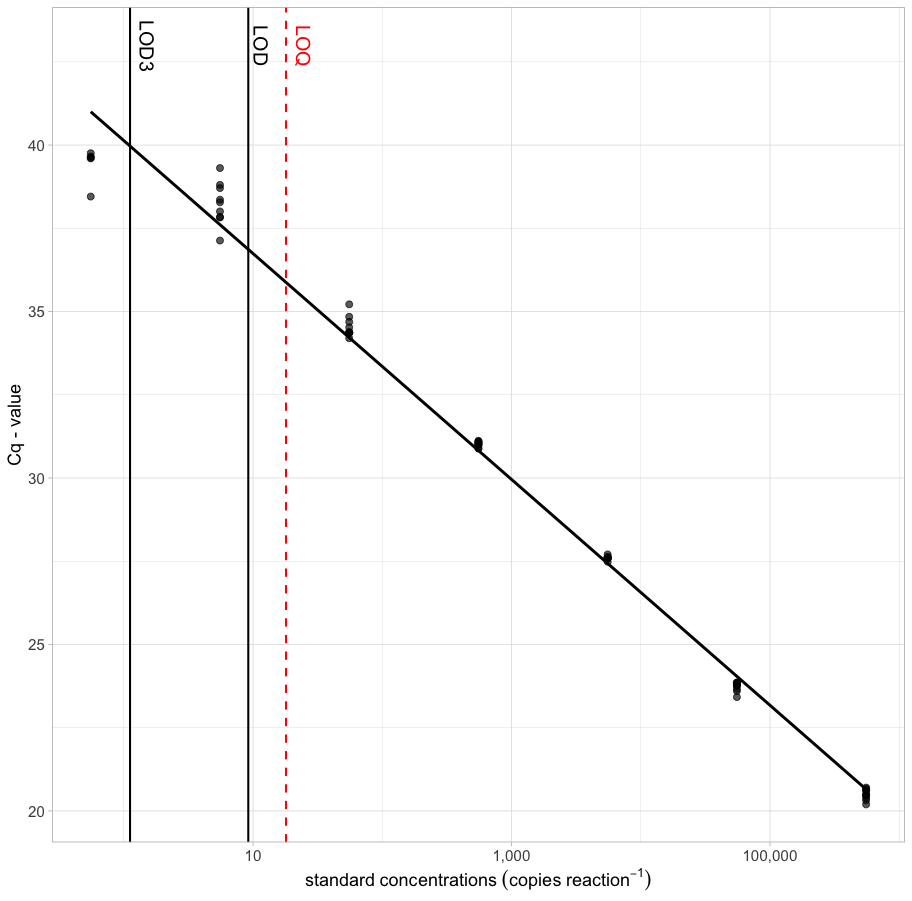 LOD3
LOD
LOQ
40
35
30
25
20
Cq - value
10
1,000
100,000
standard concentrations (copies reaction⁻¹)